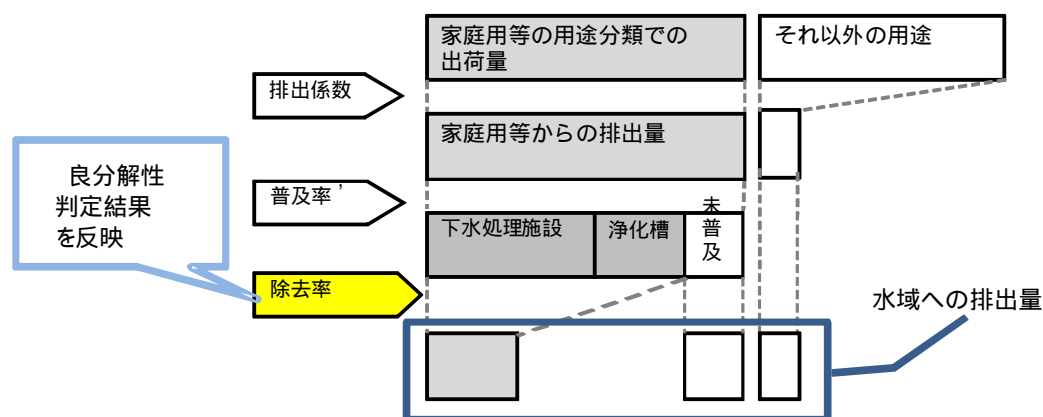 家庭用等の用途分類での
出荷量
それ以外の用途
排出係数
家庭用等からの排出量
良分解性
判定結果
を反映
普及率'
下水処理施設
浄化槽
未
普
及
除去率
水域への排出量